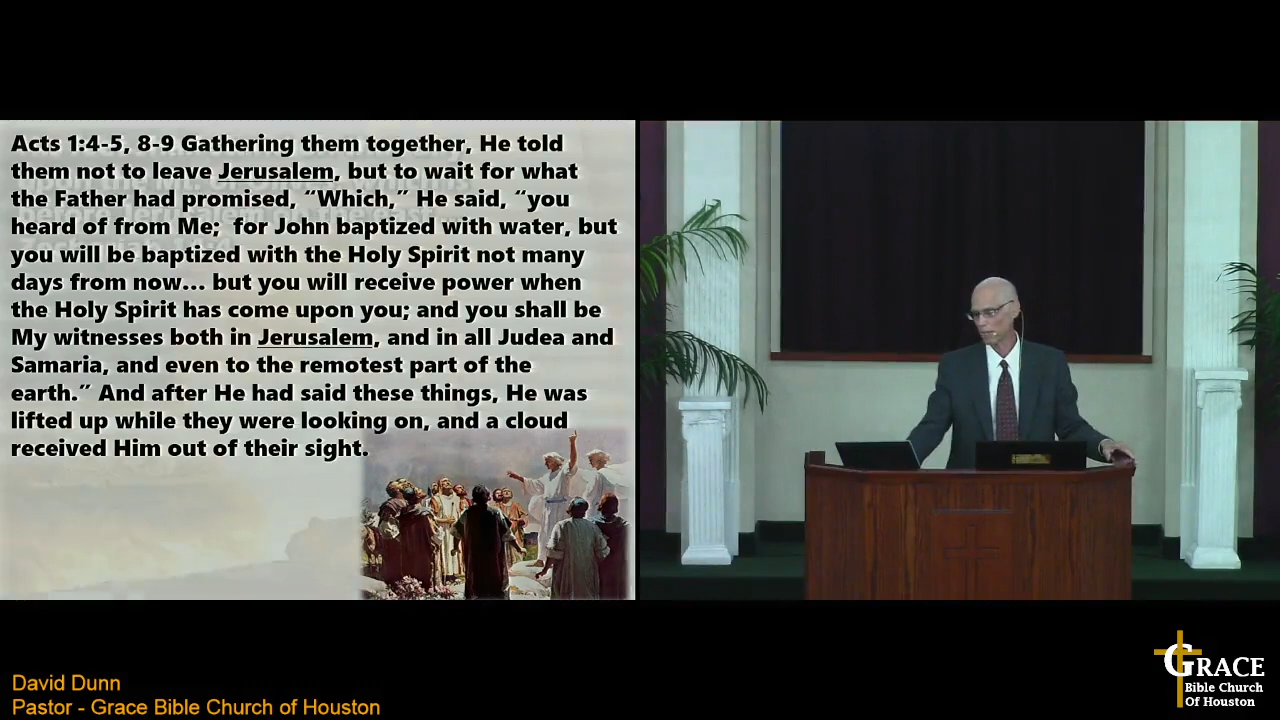 Acts 1:4-5, 8-9 Gathering them together, He told
them not to leave Jerusalem, but to wait for what
the Father had promised, “Which,” He said, “you
heard of from Me;  for John baptized with water, but
you will be baptized with the Holy Spirit not many
days from now... but you will receive power when
the Holy Spirit has come upon you; and you shall be
My witnesses both in Jerusalem, and in all Judea and
Samaria, and even to the remotest part of the
earth.” And after He had said these things, He was
lifted up while they were looking on, and a cloud
received Him out of their sight.
David Dunn
Pastor - Grace Bible Church of Houston
GRACE
Bible Church
Of Houston